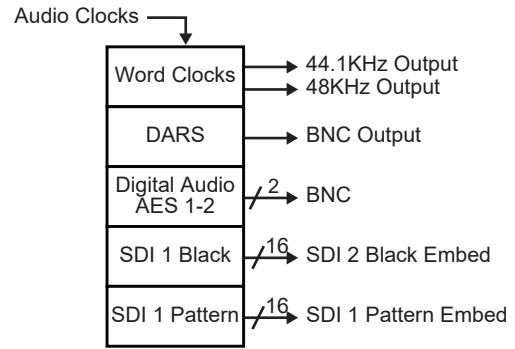 Audio Clocks
Word Clocks
44.1KHz Output
48KHz Output
DARS
BNC Output
Digital Audio
AES 1-2
2
BNC
SDI 1 Black
16
SDI 2 Black Embed
SDI 1 Pattern
16
SDI 1 Pattern Embed